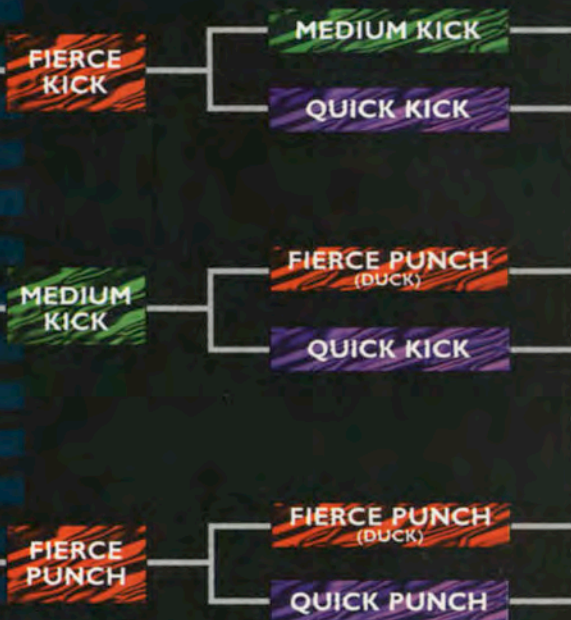 MEDIUM KICK
FIERCE
KICK
QUICK KICK
FIERCE PUNCH
(DUCK)
MEDIUM
KICK
QUICK KICK
FIERCE PUNCH
(DUCK)
FIERCE
PUNCH
QUICK PUNCH